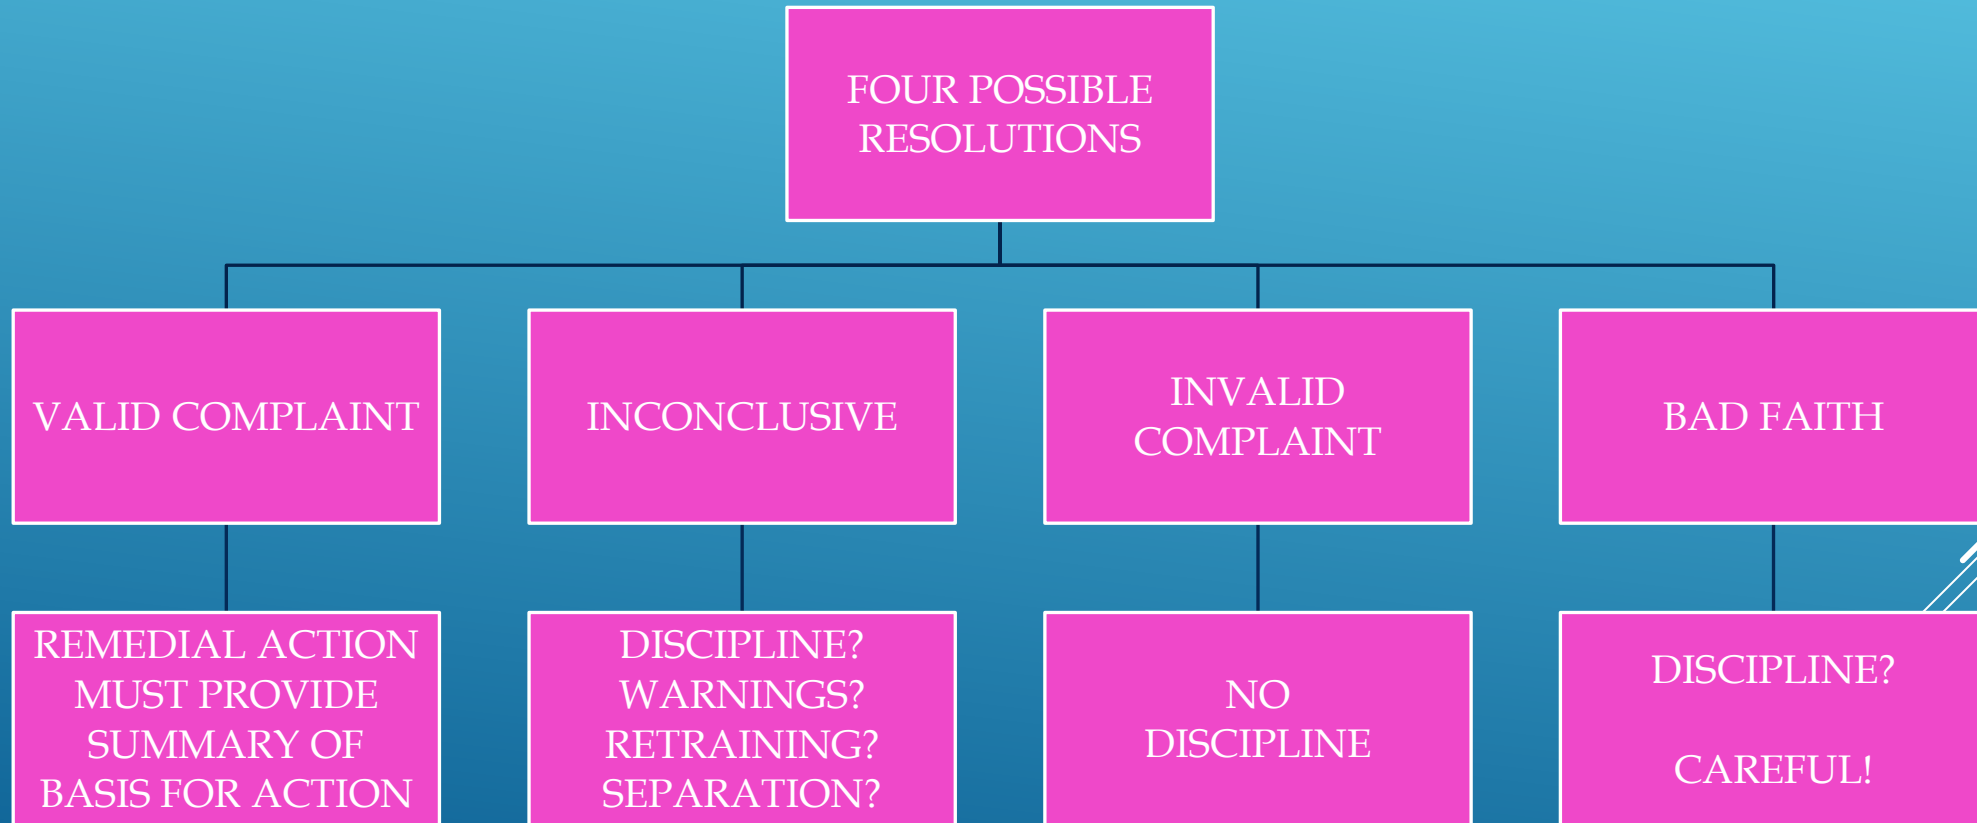 FOUR POSSIBLE
RESOLUTIONS
VALID COMPLAINT
INCONCLUSIVE
INVALID
COMPLAINT
BAD FAITH
REMEDIAL ACTION
MUST PROVIDE
SUMMARY OF
BASIS FOR ACTION
DISCIPLINE?
WARNINGS?
RETRAINING?
SEPARATION?
NO
DISCIPLINE
DISCIPLINE?
CAREFUL!